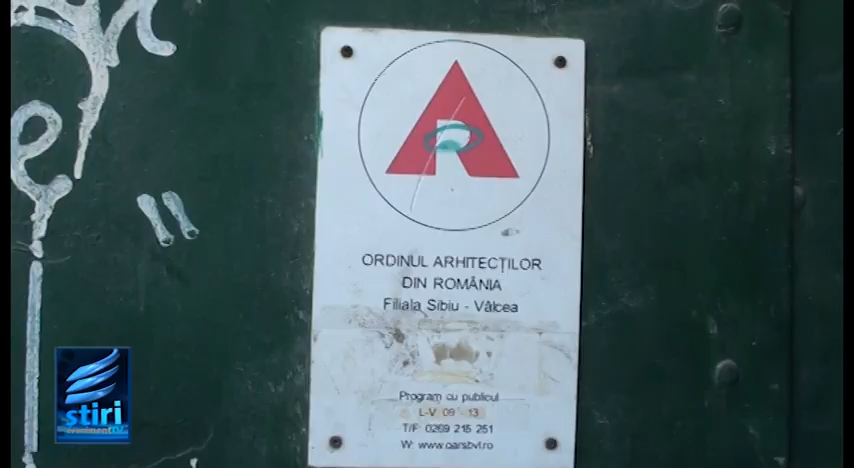 R
ORDINUL ARHITECȚILOR
DIN ROMÂNIA
Filiala Sibiu - Vâlcea
Program cu publicul
L-V 09 - 13
T/F: 0269 215 251
W: www.oarsbvl.ro
știri
evenimenttv